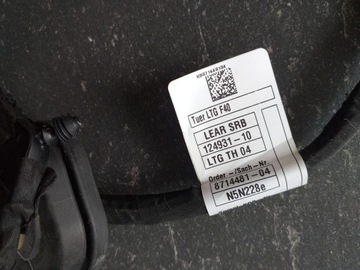 Tuer LTG F40
LEAR SRB
124931-10
LTG TH 04
Order -/Sach-Nr
8714481-04
N5N228e